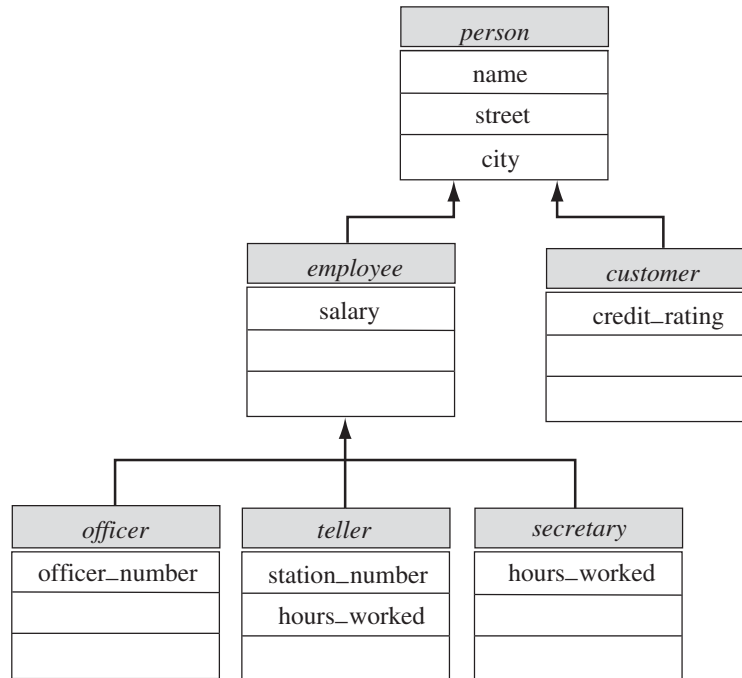 person
name
street
city
employee
salary
customer
credit_rating
officer
officer_number
teller
station_number
hours_worked
secretary
hours_worked